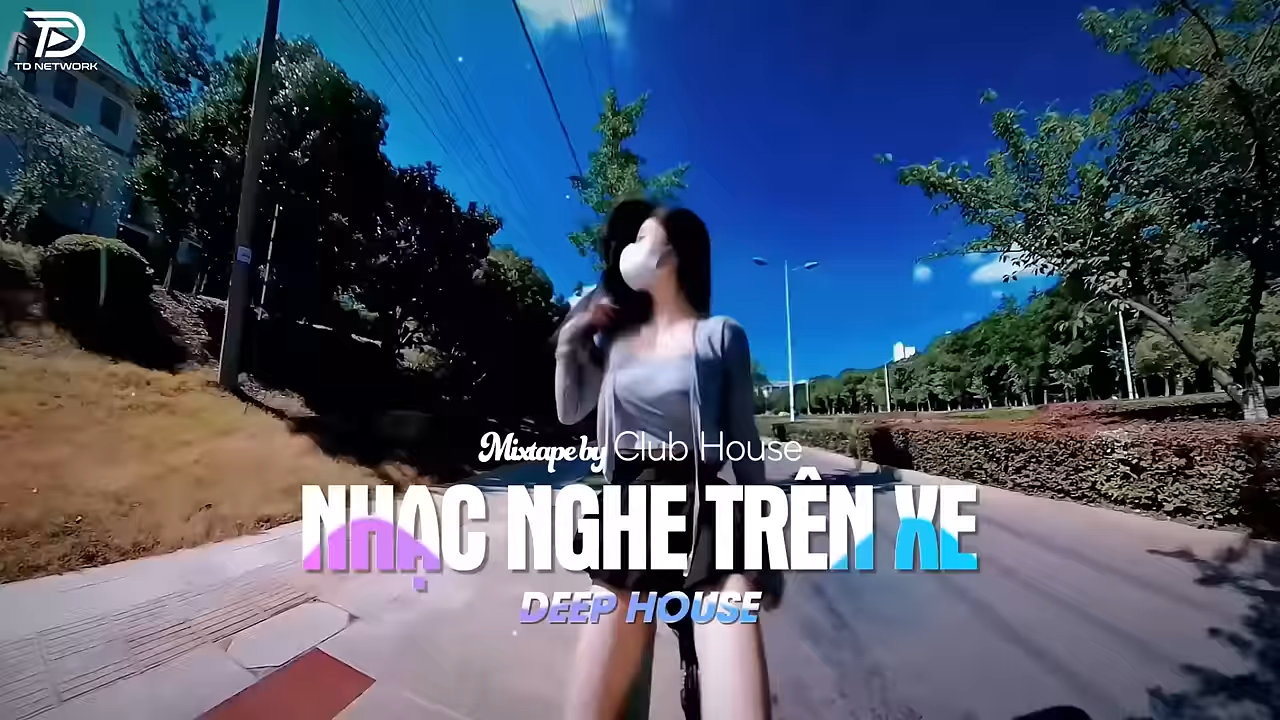 TD NETWORK
Mixtape by Club House
NHẠC NGHE TRÊN XE
DEEP HOUSE